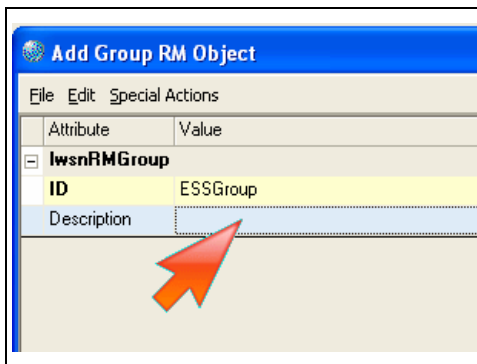 Add Group RM Object
File Edit Special Actions
Attribute Value
lwsnRMGroup
ID ESSGroup
Description